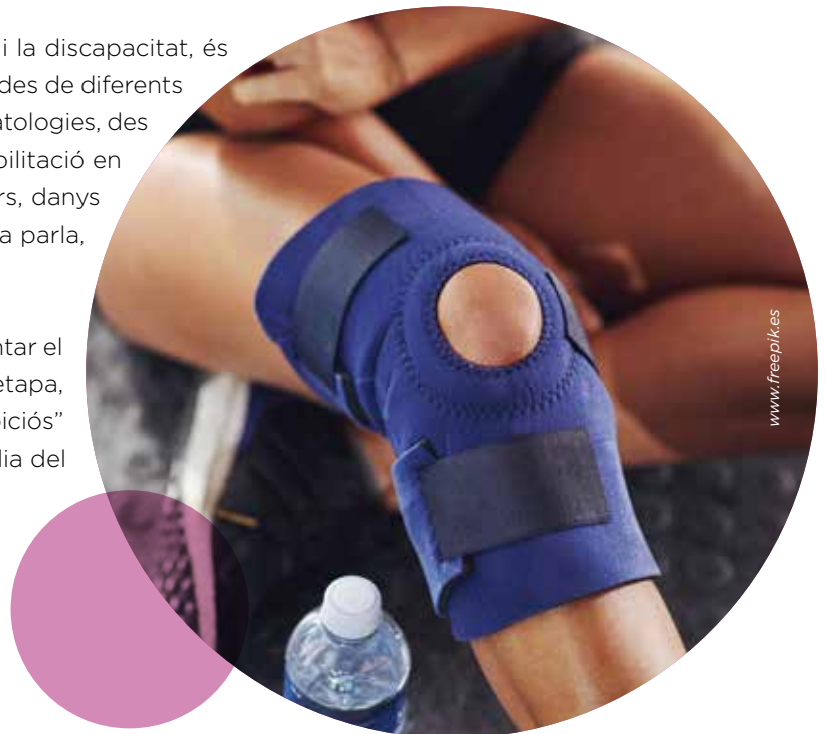 i la discapacitat, és
des de diferents
atologies, des
bilitació en
rs, danys
a parla,
ntar el
etapa,
biciós”
lia del
www.freepik.es